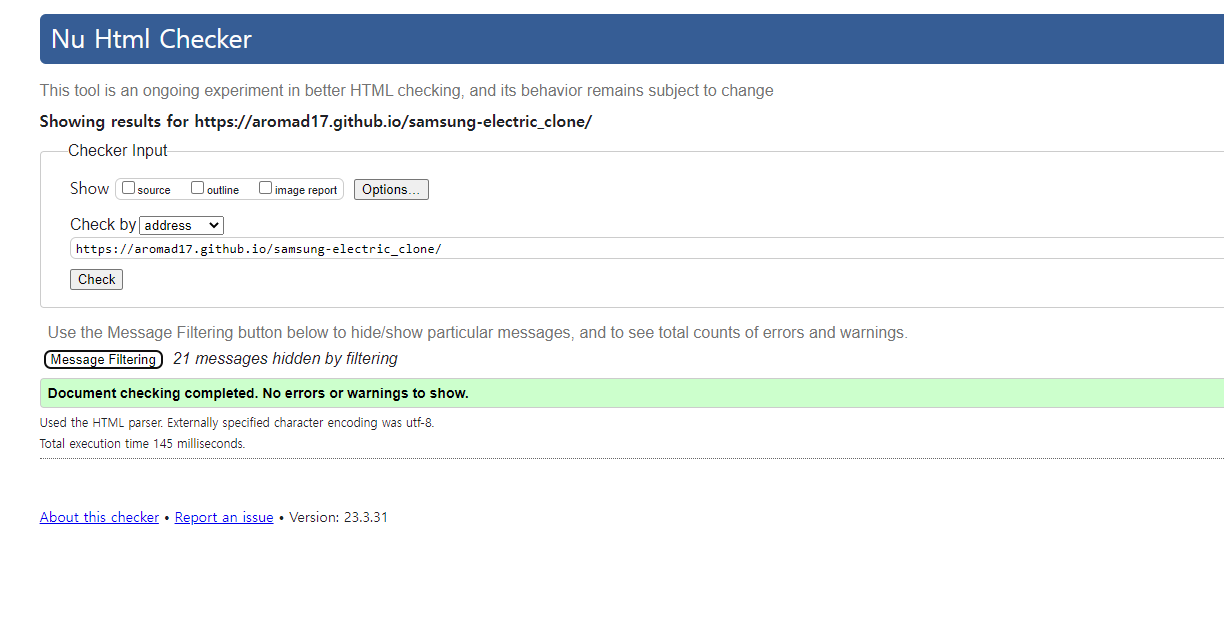 Nu Html Checker
This tool is an ongoing experiment in better HTML checking, and its behavior remains subject to change
Showing results for https://aromad17.github.io/samsung-electric_clone/
Checker Input
Show source outline image report Options...
Check by address
https://aromad17.github.io/samsung-electric_clone/
Check
Use the Message Filtering button below to hide/show particular messages, and to see total counts of errors and warnings.
Message Filtering 21 messages hidden by filtering
Document checking completed. No errors or warnings to show.
Used the HTML parser. Externally specified character encoding was utf-8.
Total execution time 145 milliseconds.
About this checker • Report an issue • Version: 23.3.31